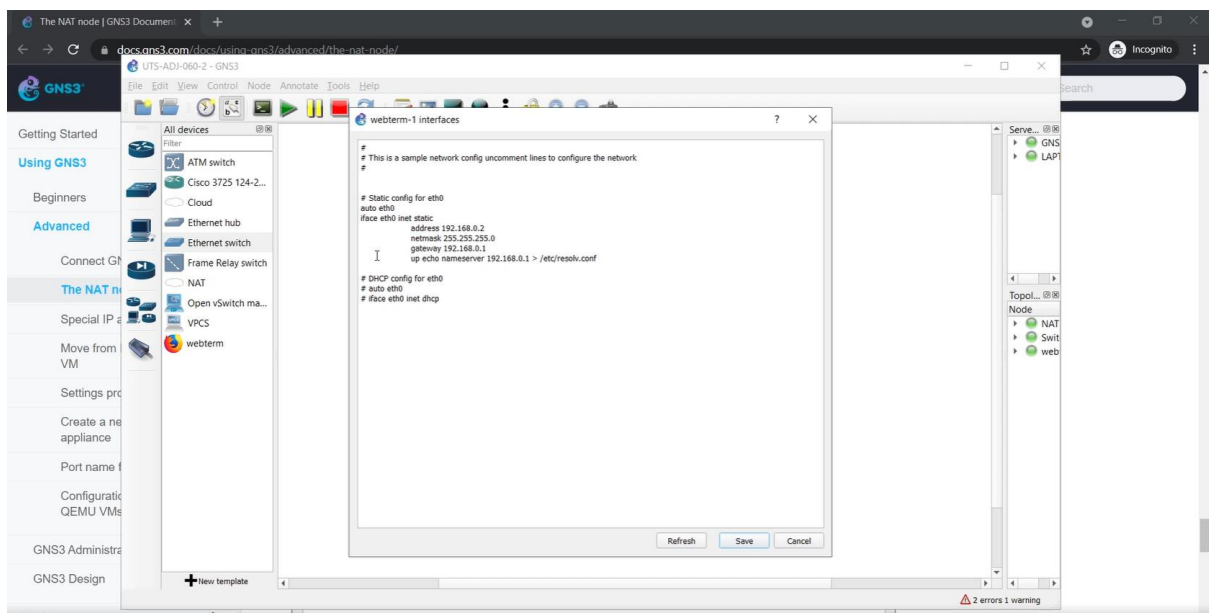 The NAT node | GNS3 Document
docs.gns3.com/docs/using-gns3/advanced/the-nat-node/
Incognito
GNS3
Search
Getting Started
Using GNS3
Beginners
Advanced
Connect GN
The NAT n
Special IP a
Move from
VM
Settings pro
Create a ne
appliance
Port name f
Configuratio
QEMU VMs
GNS3 Administra
GNS3 Design
UTS-ADJ-060-2 - GNS3
File Edit View Control Node Annotate Tools Help
All devices
Filter
ATM switch
Cisco 3725 124-2...
Cloud
Ethernet hub
Ethernet switch
Frame Relay switch
NAT
Open vSwitch ma...
VPCS
webterm
New template
webterm-1 interfaces
#
# This is a sample network config uncomment lines to configure the network
#
# Static config for eth0
auto eth0
iface eth0 inet static
address 192.168.0.2
netmask 255.255.255.0
gateway 192.168.0.1
up echo nameserver 192.168.0.1 > /etc/resolv.conf
# DHCP config for eth0
# auto eth0
# iface eth0 inet dhcp
Refresh Save Cancel
Serve...
GNS
LAPT
Topol...
Node
NAT
Swit
web
2 errors 1 warning